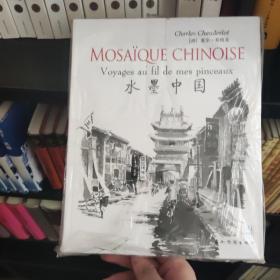 Charles Chauderlot
MOSAÏQUE CHINOISE
Voyages au fil de mes pinceaux
水墨中国